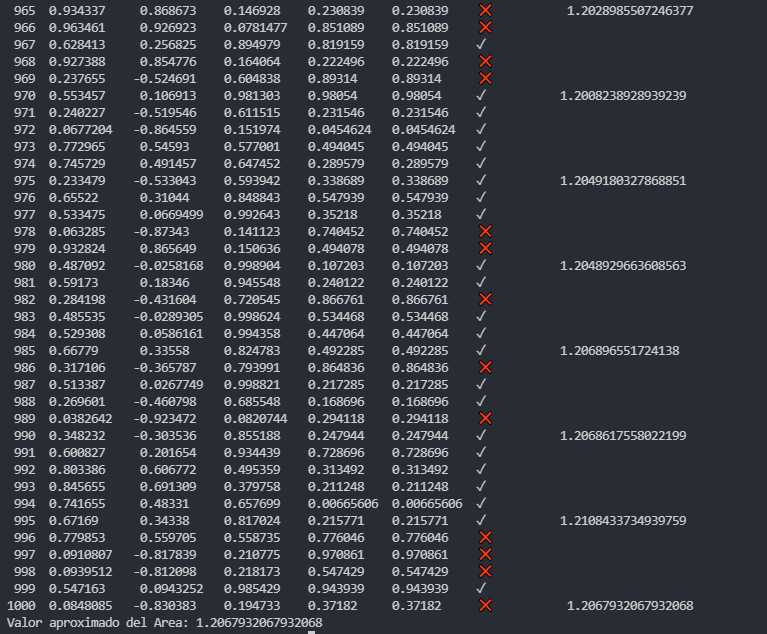 965 0.934337 0.868673 0.146928 0.230839 0.230839 ❌ 1.2028985507246377
966 0.963461 0.926923 0.0781477 0.851089 0.851089 ❌
967 0.628413 0.256825 0.894979 0.819159 0.819159 ✓
968 0.927388 0.854776 0.164064 0.222496 0.222496 ❌
969 0.237655 -0.524691 0.604838 0.89314 0.89314 ❌
970 0.553457 0.106913 0.981303 0.98054 0.98054 ✓ 1.2008238928939239
971 0.240227 -0.519546 0.611515 0.231546 0.231546 ✓
972 0.0677204 -0.864559 0.151974 0.0454624 0.0454624 ✓
973 0.772965 0.54593 0.577001 0.494045 0.494045 ✓
974 0.745729 0.491457 0.647452 0.289579 0.289579 ✓
975 0.233479 -0.533043 0.593942 0.338689 0.338689 ✓ 1.2049180327868851
976 0.65522 0.31044 0.848843 0.547939 0.547939 ✓
977 0.533475 0.0669499 0.992643 0.35218 0.35218 ✓
978 0.063285 -0.87343 0.141123 0.740452 0.740452 ❌
979 0.932824 0.865649 0.150636 0.494078 0.494078 ❌
980 0.487092 -0.0258168 0.998904 0.107203 0.107203 ✓ 1.2048929663608563
981 0.59173 0.18346 0.945548 0.240122 0.240122 ✓
982 0.284198 -0.431604 0.720545 0.866761 0.866761 ❌
983 0.485535 -0.0289305 0.998624 0.534468 0.534468 ✓
984 0.529308 0.0586161 0.994358 0.447064 0.447064 ✓
985 0.66779 0.33558 0.824783 0.492285 0.492285 ✓ 1.206896551724138
986 0.317106 -0.365787 0.793991 0.864836 0.864836 ❌
987 0.513387 0.0267749 0.998821 0.217285 0.217285 ✓
988 0.269601 -0.460798 0.685548 0.168696 0.168696 ✓
989 0.0382642 -0.923472 0.0820744 0.294118 0.294118 ❌
990 0.348232 -0.303536 0.855188 0.247944 0.247944 ✓ 1.2068617558022199
991 0.600827 0.201654 0.934439 0.728696 0.728696 ✓
992 0.803386 0.606772 0.495359 0.313492 0.313492 ✓
993 0.845655 0.691309 0.379758 0.211248 0.211248 ✓
994 0.741655 0.48331 0.657699 0.00665606 0.00665606 ✓
995 0.67169 0.34338 0.817024 0.215771 0.215771 ✓ 1.2108433734939759
996 0.779853 0.559705 0.558735 0.776046 0.776046 ❌
997 0.0910807 -0.817839 0.210775 0.970861 0.970861 ❌
998 0.0939512 -0.812098 0.218173 0.547429 0.547429 ❌
999 0.547163 0.0943252 0.985429 0.943939 0.943939 ✓
1000 0.0848085 -0.830383 0.194733 0.37182 0.37182 ❌ 1.2067932067932068
Valor aproximado del Area: 1.2067932067932068